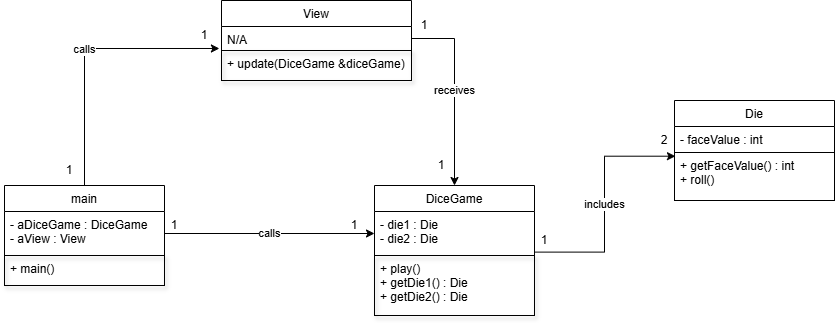 View
N/A
+ update(DiceGame &diceGame)
1
calls
1
1
receives
1
main
- aDiceGame : DiceGame
- aView : View
+ main()
1
calls
1
DiceGame
- die1 : Die
- die2 : Die
+ play()
+ getDie1() : Die
+ getDie2() : Die
1
includes
2
Die
- faceValue : int
+ getFaceValue() : int
+ roll()